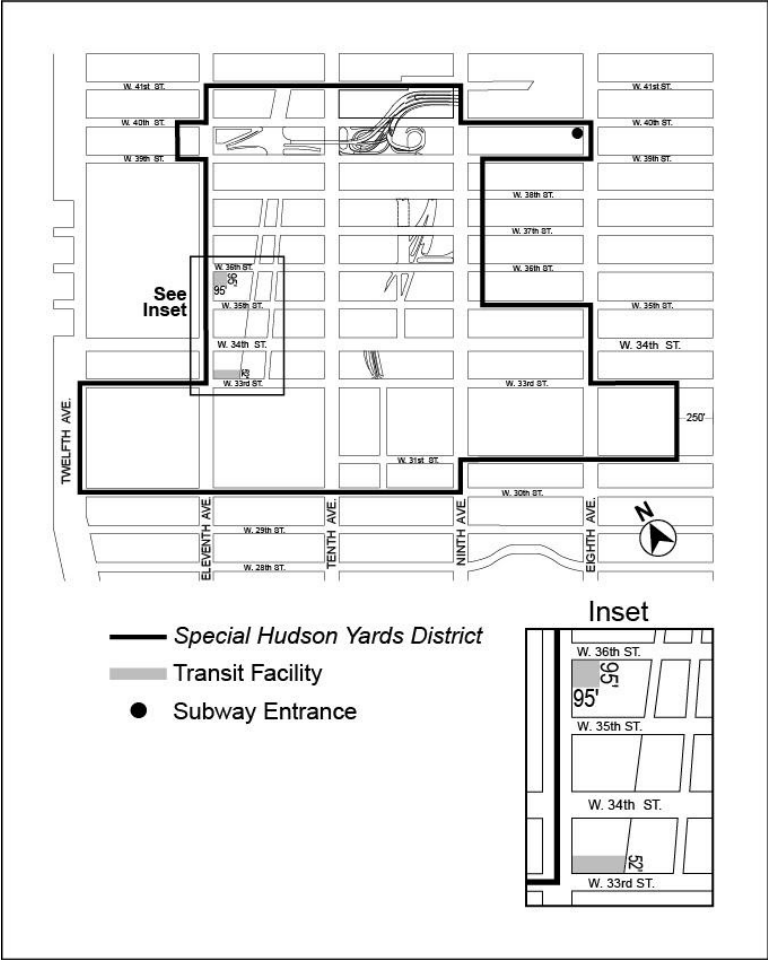 W. 41st ST.
W. 41st ST.
W. 40th ST.
W. 40th ST.
W. 39th ST.
W. 39th ST.
W. 38th ST.
W. 37th ST.
W. 36th ST.
W. 36th ST.
95'
95'
See
Inset
W. 35th ST.
W. 35th ST.
W. 34th ST.
W. 34th ST.
52'
W. 33rd ST.
W. 33rd ST.
250'
TWELFTH AVE.
W. 31st ST.
W. 30th ST.
ELEVENTH AVE.
TENTH AVE.
NINTH AVE.
EIGHTH AVE.
N
W. 29th ST.
W. 28th ST.
Special Hudson Yards District
Transit Facility
Subway Entrance
Inset
W. 36th ST.
95'
95'
W. 35th ST.
W. 34th ST.
52'
W. 33rd ST.